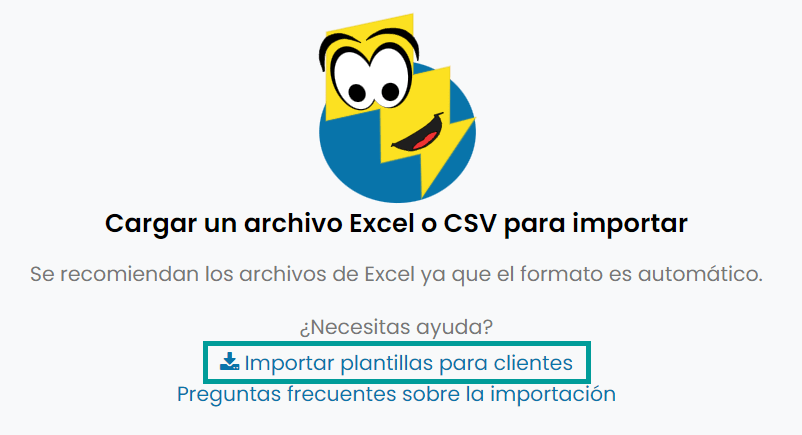 Cargar un archivo Excel o CSV para importar
Se recomiendan los archivos de Excel ya que el formato es automático.
¿Necesitas ayuda?
Importar plantillas para clientes
Preguntas frecuentes sobre la importación